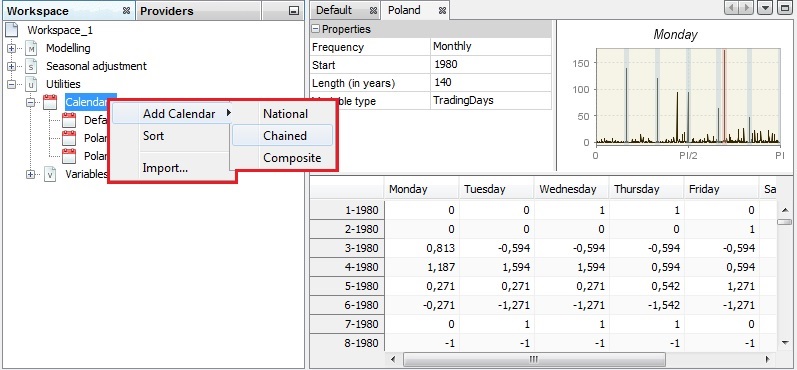 Workspace Providers
Workspace_1
Modelling
Seasonal adjustment
Utilities
Calendar
Defa
Polan
Polan
Variables
Add Calendar
Sort
Import...
National
Chained
Composite
Default Poland
Properties
Frequency Monthly
Start 1980
Length (in years) 140
Variable type TradingDays
Monday
150
100
50
0
0 PI/2 PI
Monday Tuesday Wednesday Thursday Friday Sa
1-1980 0 0 1 1 0
2-1980 0 0 0 0 1
3-1980 0,813 -0,594 -0,594 -0,594 -0,594
4-1980 1,187 1,594 1,594 0,594 0,594
5-1980 0,271 0,271 0,271 0,542 1,271
6-1980 -0,271 -1,271 -1,271 -1,542 -1,271
7-1980 0 1 1 1 0
8-1980 -1 -1 -1 -1 -1